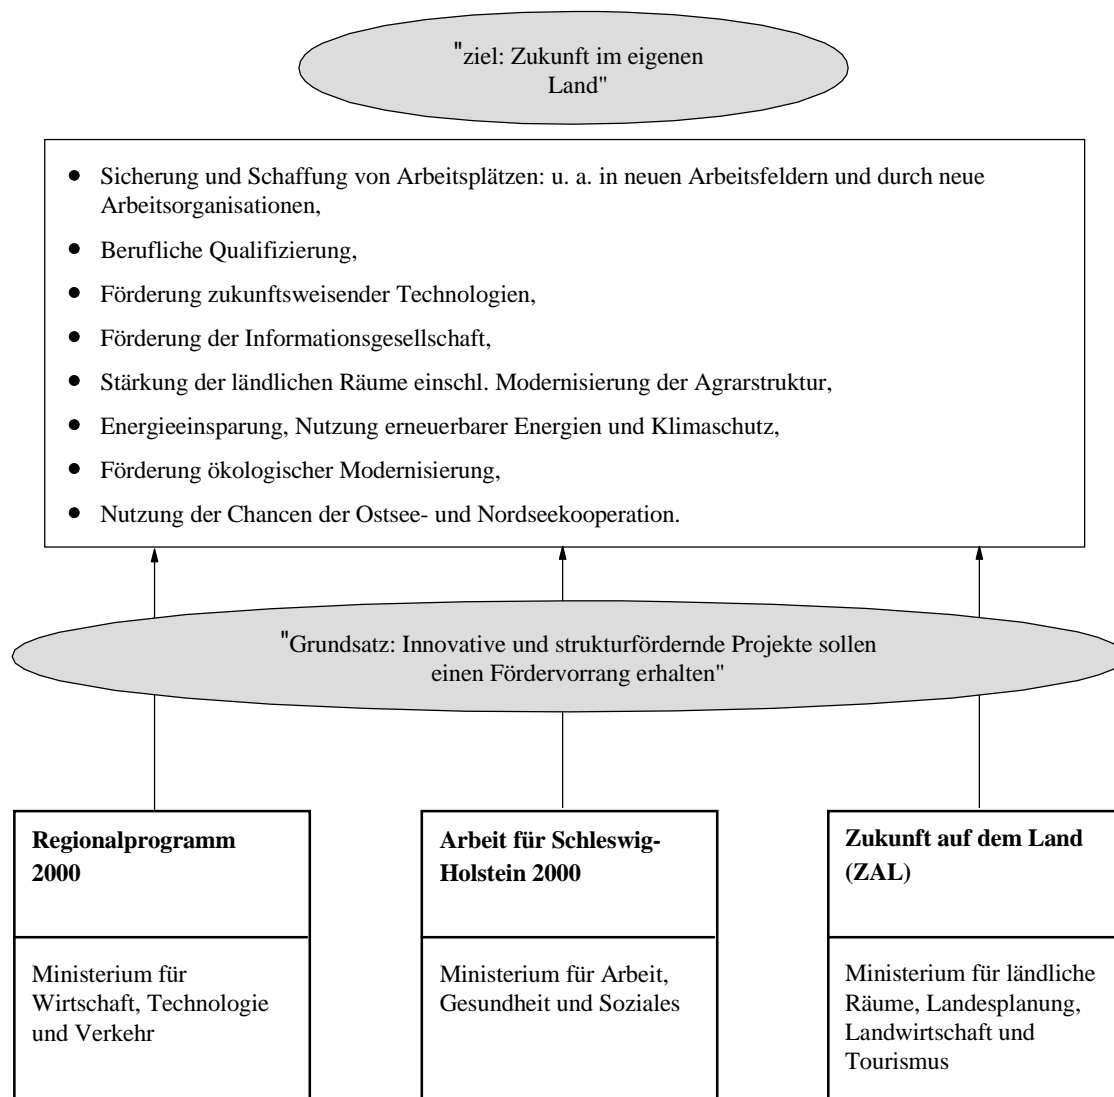 "ziel: Zukunft im eigenen
Land"
● Sicherung und Schaffung von Arbeitsplätzen: u. a. in neuen Arbeitsfeldern und durch neue
Arbeitsorganisationen,
● Berufliche Qualifizierung,
● Förderung zukunftsweisender Technologien,
● Förderung der Informationsgesellschaft,
● Stärkung der ländlichen Räume einschl. Modernisierung der Agrarstruktur,
● Energieeinsparung, Nutzung erneuerbarer Energien und Klimaschutz,
● Förderung ökologischer Modernisierung,
● Nutzung der Chancen der Ostsee- und Nordseekooperation.
"Grundsatz: Innovative und strukturfördernde Projekte sollen
einen Fördervorrang erhalten"
Regionalprogramm
2000
Ministerium für
Wirtschaft, Technologie
und Verkehr
Arbeit für Schleswig-
Holstein 2000
Ministerium für Arbeit,
Gesundheit und Soziales
Zukunft auf dem Land
(ZAL)
Ministerium für ländliche
Räume, Landesplanung,
Landwirtschaft und
Tourismus